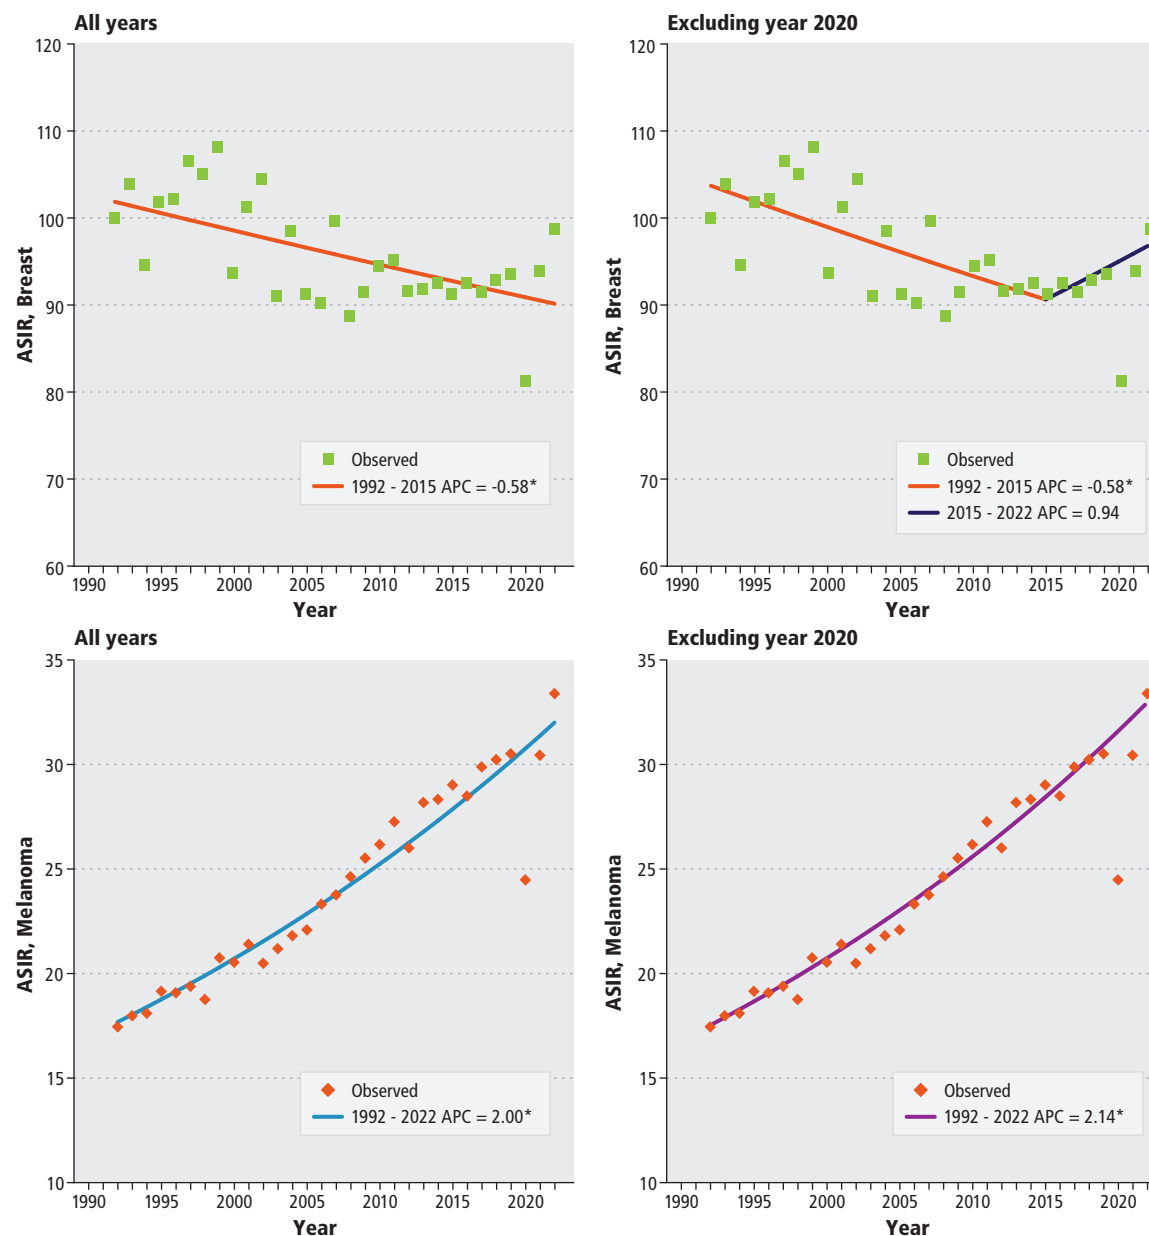 All years
120
110
100
90
80
70
60
ASIR, Breast
Observed
1992 - 2015 APC = -0.58*
1990 1995 2000 2005 2010 2015 2020
Year
Excluding year 2020
120
110
100
90
80
70
60
ASIR, Breast
Observed
1992 - 2015 APC = -0.58*
2015 - 2022 APC = 0.94
1990 1995 2000 2005 2010 2015 2020
Year
All years
35
30
25
20
15
10
ASIR, Melanoma
Observed
1992 - 2022 APC = 2.00*
1990 1995 2000 2005 2010 2015 2020
Year
Excluding year 2020
35
30
25
20
15
10
ASIR, Melanoma
Observed
1992 - 2022 APC = 2.14*
1990 1995 2000 2005 2010 2015 2020
Year